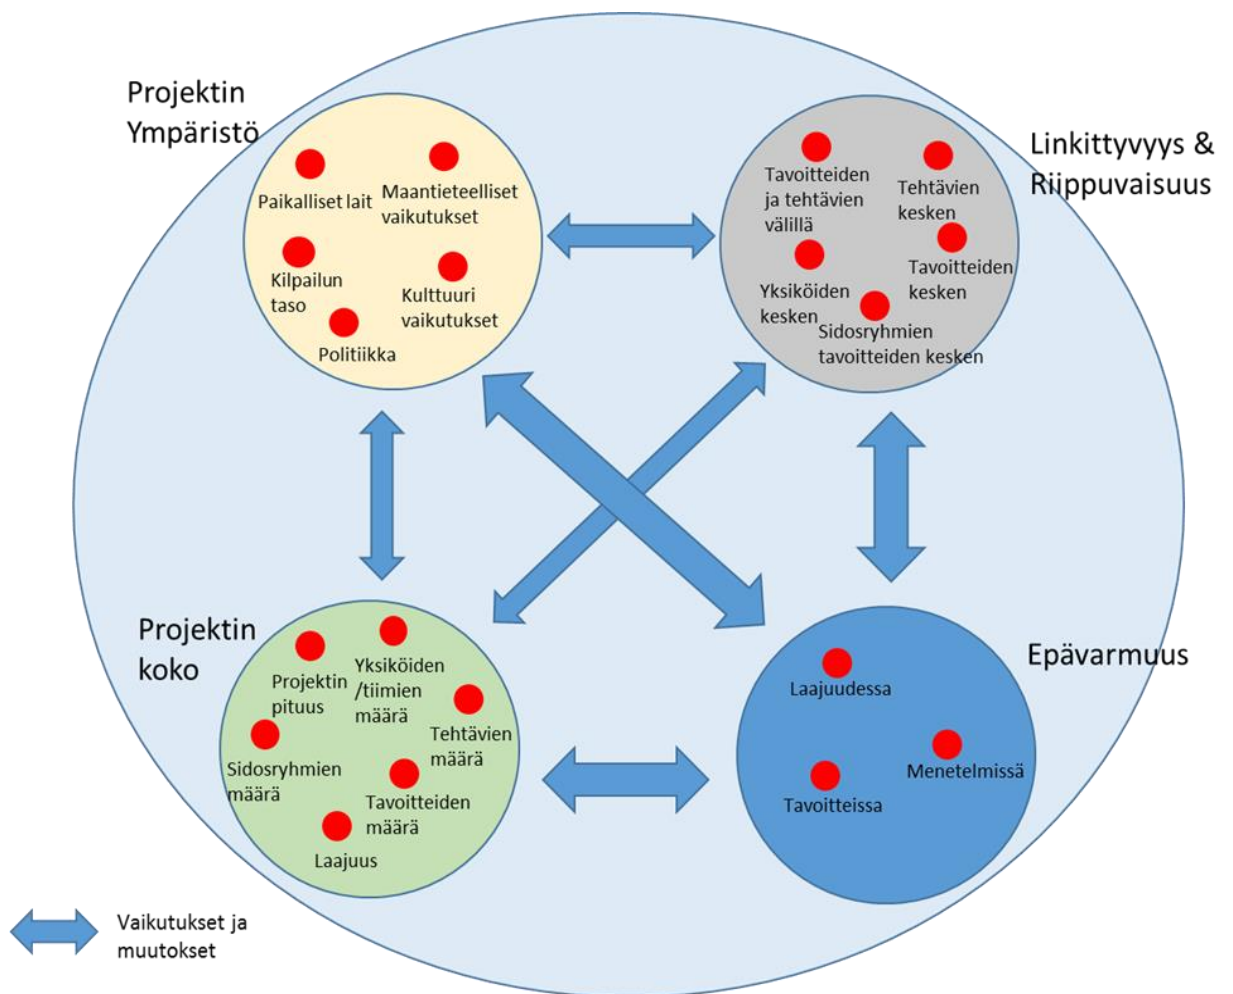 Projektin
Ympäristö
Paikalliset lait
Maantieteelliset
vaikutukset
Kilpailun
taso
Kulttuuri
vaikutukset
Politiikka
Linkittyvyys &
Riippuvaisuus
Tavoitteiden
ja tehtävien
välillä
Tehtävien
kesken
Yksiköiden
kesken
Tavoitteiden
kesken
Sidosryhmien
tavoitteiden kesken
Projektin
koko
Projektin
pituus
Yksiköiden
/tiimien
määrä
Tehtävien
määrä
Sidosryhmien
määrä
Tavoitteiden
määrä
Laajuus
Epävarmuus
Laajuudessa
Menetelmissä
Tavoitteissa
Vaikutukset ja
muutokset